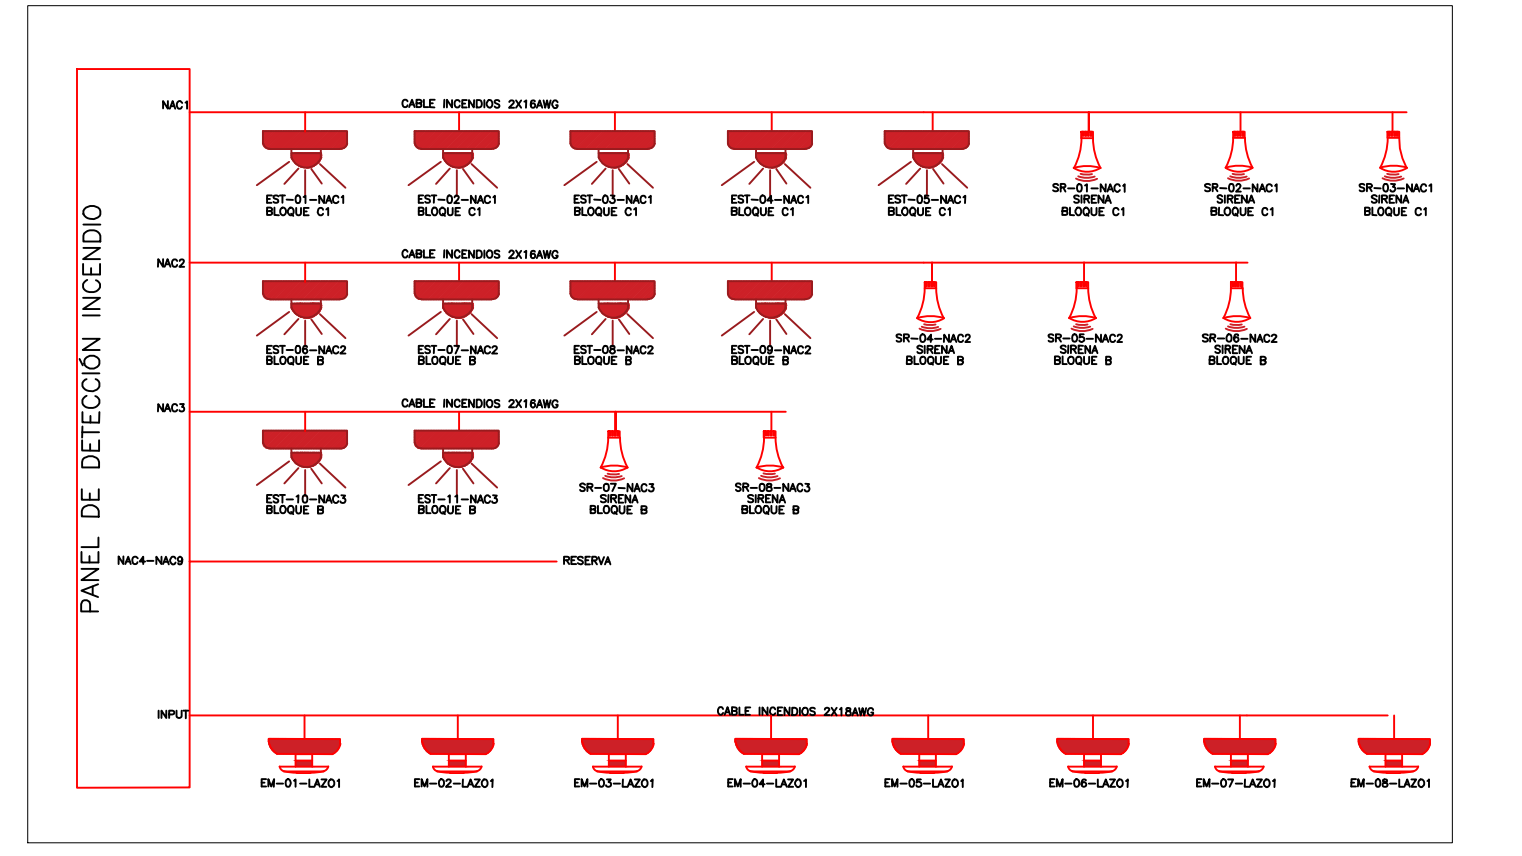 PANEL DE DETECCIÓN INCENDIO
NAC1
CABLE INCENDIOS 2X16AWG
EST-01-NAC1
BLOQUE C1
EST-02-NAC1
BLOQUE C1
EST-03-NAC1
BLOQUE C1
EST-04-NAC1
BLOQUE C1
EST-05-NAC1
BLOQUE C1
SR-01-NAC1
SIRENA
BLOQUE C1
SR-02-NAC1
SIRENA
BLOQUE C1
SR-03-NAC1
SIRENA
BLOQUE C1
NAC2
CABLE INCENDIOS 2X16AWG
EST-06-NAC2
BLOQUE B
EST-07-NAC2
BLOQUE B
EST-08-NAC2
BLOQUE B
EST-09-NAC2
BLOQUE B
SR-04-NAC2
SIRENA
BLOQUE B
SR-05-NAC2
SIRENA
BLOQUE B
SR-06-NAC2
SIRENA
BLOQUE B
NAC3
CABLE INCENDIOS 2X16AWG
EST-10-NAC3
BLOQUE B
EST-11-NAC3
BLOQUE B
SR-07-NAC3
SIRENA
BLOQUE B
SR-08-NAC3
SIRENA
BLOQUE B
NAC4-NAC9
RESERVA
INPUT
CABLE INCENDIOS 2X18AWG
EM-01-LAZO1
EM-02-LAZO1
EM-03-LAZO1
EM-04-LAZO1
EM-05-LAZO1
EM-06-LAZO1
EM-07-LAZO1
EM-08-LAZO1